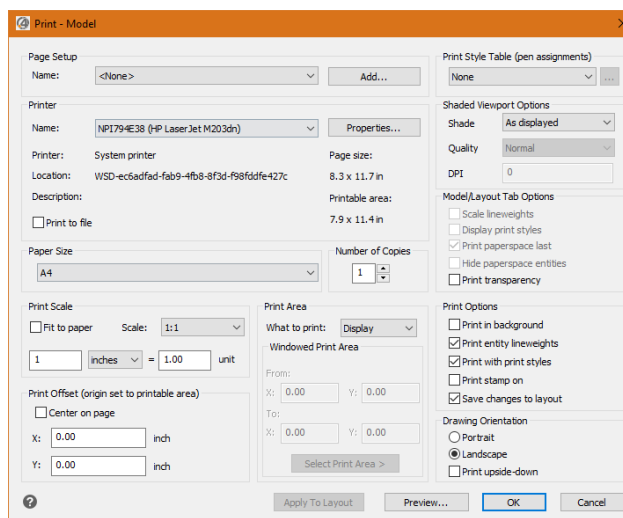 Print - Model
Page Setup
Name: <None> Add...
Printer
Name: NPI794E38 (HP LaserJet M203dn) Properties...
Printer: System printer Page size:
Location: WSD-ec6adfad-fab9-4fb8-8f3d-f98fddfe427c 8.3 x 11.7 in
Description: Printable area:
Print to file 7.9 x 11.4 in
Paper Size
A4
Number of Copies
1
Print Scale
Fit to paper Scale: 1:1
1 inches = 1.00 unit
Print Offset (origin set to printable area)
Center on page
X: 0.00 inch
Y: 0.00 inch
Print Area
What to print: Display
Windowed Print Area
From:
X: 0.00 Y: 0.00
To:
X: 0.00 Y: 0.00
Select Print Area >
Print Style Table (pen assignments)
None ...
Shaded Viewport Options
Shade As displayed
Quality Normal
DPI 0
Model/Layout Tab Options
Scale lineweights
Display print styles
Print paperspace last
Hide paperspace entities
Print transparency
Print Options
Print in background
Print entity lineweights
Print with print styles
Print stamp on
Save changes to layout
Drawing Orientation
Portrait
Landscape
Print upside-down
? Apply To Layout Preview... OK Cancel